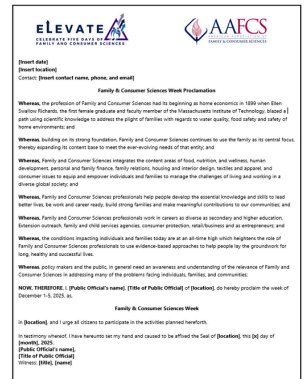 ELEVATE
CELEBRATE FIVE DAYS OF
FAMILY AND CONSUMER SCIENCES
AAFCS
FAMILY & CONSUMER SCIENCES
[Insert date]
[Insert location]
Contact: [Insert contact name, phone, and email]
Family & Consumer Sciences Week Proclamation
Whereas, the profession of Family and Consumer Sciences had its beginning as home economics in 1899 when Ellen
Swallow Richards, the first female graduate and faculty member of the Massachusetts Institute of Technology, blazed a
path using scientific knowledge to address the plight of families with regards to water quality, food safety and safety of
home environments; and
Whereas, building on its strong foundation, Family and Consumer Sciences continues to use the family as its central focus,
thereby expanding its content base to meet the ever-evolving needs of that entity; and
Whereas, Family and Consumer Sciences integrates the content areas of food, nutrition, and wellness, human
development, personal and family finance, family relations, housing and interior design, textiles and apparel, and
consumer issues to equip and empower individuals and families to manage the challenges of living and working in a
diverse global society; and
Whereas, Family and Consumer Sciences professionals help people develop the essential knowledge and skills to lead
better lives, be work and career ready, build strong families and make meaningful contributions to our communities; and
Whereas, Family and Consumer Sciences professionals work in careers as diverse as secondary and higher education,
Extension outreach, family and child services agencies, consumer protection, retail/business and as entrepreneurs; and
Whereas, the conditions impacting individuals and families today are at an all-time high which heightens the role of
Family and Consumer Sciences professionals to use evidence-based approaches to help people lay the groundwork for
long, healthy and successful lives.
Whereas, policy makers and the public, in general need an awareness and understanding of the relevance of Family and
Consumer Sciences in addressing many of the problems facing individuals, families, and communities;
NOW, THEREFORE, I, [Public Official's name], [Title of Public Official] of [location], do hereby proclaim the week of
December 1-5, 2025, as,
Family & Consumer Sciences Week
in [location], and I urge all citizens to participate in the activities planned henceforth.
In testimony whereof, I have hereunto set my hand and caused to be affixed the Seal of [location], this [x] day of
[month], 2025.
[Public Official's name],
[Title of Public Official]
Witness: [title], [name]